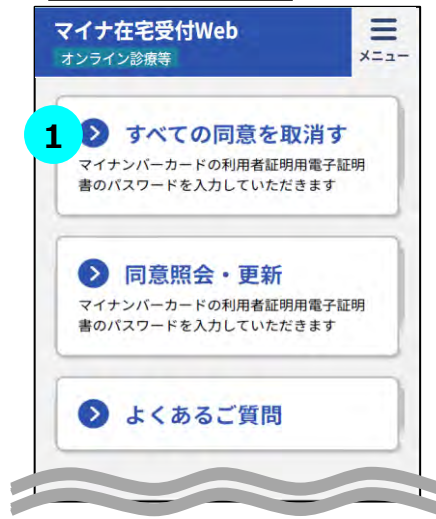 マイナ在宅受付Web
オンライン診療等
メニュー
1
すべての同意を取消す
マイナンバーカードの利用者証明用電子証明
書のパスワードを入力していただきます
同意照会・更新
マイナンバーカードの利用者証明用電子証明
書のパスワードを入力していただきます
よくあるご質問